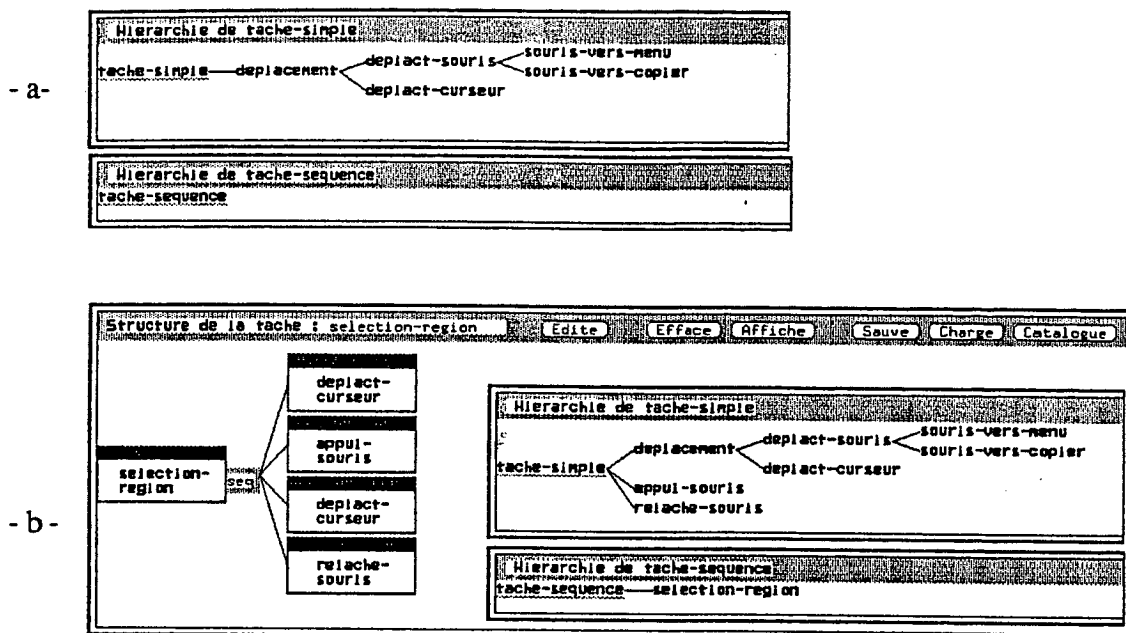 Hierarchie de tache-simple
souris-vers-menu
deplact-souris
tache-simple deplacement souris-vers-copier
- a-
deplact-curseur
Hierarchie de tache-sequence
tache-sequence
Structure de la tache : selection-region Edite Efface Affiche Sauve Charge Catalogue
deplact-
curseur
appui-
souris
selection-
region
seq
deplact-
curseur
relache-
souris
- b -
Hierarchie de tache-simple
souris-vers-menu
deplacement deplact-souris
souris-vers-copier
tache-simple deplact-curseur
appui-souris
relache-souris
Hierarchie de tache-sequence
tache-sequence selection-region